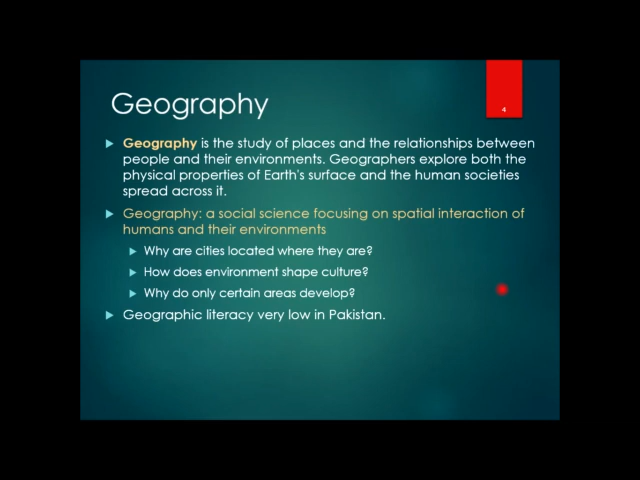 Geography
4
Geography is the study of places and the relationships between
people and their environments. Geographers explore both the
physical properties of Earth's surface and the human societies
spread across it.
Geography: a social science focusing on spatial interaction of
humans and their environments
Why are cities located where they are?
How does environment shape culture?
Why do only certain areas develop?
Geographic literacy very low in Pakistan.